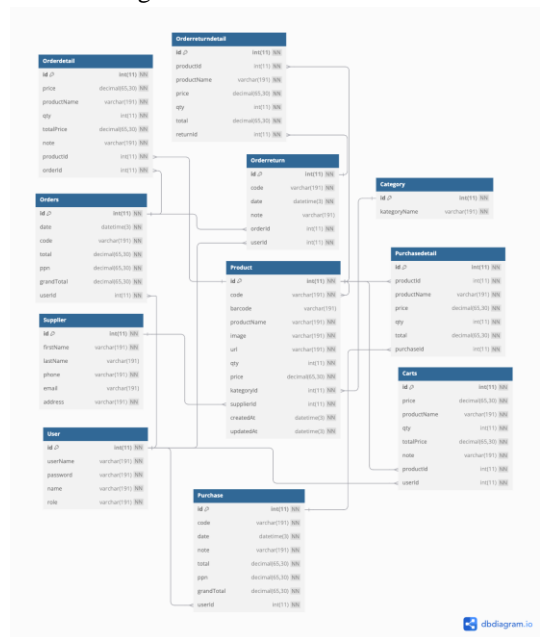 Orderreturndetail
id int(11) NN
productId int(11) NN
productName varchar(191) NN
price decimal(65,30) NN
qty int(11) NN
total decimal(65,30) NN
returnId int(11) NN
Orderdetail
id int(11) NN
price decimal(65,30) NN
productName varchar(191) NN
qty int(11) NN
totalPrice decimal(65,30) NN
note varchar(191) NN
productId int(11) NN
orderId int(11) NN
Orderreturn
id int(11) NN
code varchar(191) NN
date datetime(3) NN
note varchar(191)
orderId int(11) NN
userId int(11) NN
Category
id int(11) NN
kategoryName varchar(191) NN
Orders
id int(11) NN
date datetime(3) NN
code varchar(191) NN
total decimal(65,30) NN
ppn decimal(65,30) NN
grandTotal decimal(65,30) NN
userId int(11) NN
Product
id int(11) NN
code varchar(191) NN
barcode varchar(191)
productName varchar(191) NN
image varchar(191) NN
url varchar(191) NN
qty int(11) NN
price decimal(65,30) NN
kategoryId int(11) NN
supplierId int(11) NN
createdAt datetime(3) NN
updatedAt datetime(3) NN
Purchasedetail
id int(11) NN
productId int(11) NN
productName varchar(191) NN
price decimal(65,30) NN
qty int(11) NN
total decimal(65,30) NN
purchaseId int(11) NN
Supplier
id int(11) NN
firstName varchar(191) NN
lastName varchar(191)
phone varchar(191) NN
email varchar(191)
address varchar(191) NN
Carts
id int(11) NN
price decimal(65,30) NN
productName varchar(191) NN
qty int(11) NN
totalPrice decimal(65,30) NN
note varchar(191) NN
productId int(11) NN
userId int(11) NN
User
id int(11) NN
userName varchar(191) NN
password varchar(191) NN
name varchar(191) NN
role varchar(191) NN
Purchase
id int(11) NN
code varchar(191) NN
date datetime(3) NN
note varchar(191) NN
total decimal(65,30) NN
ppn decimal(65,30) NN
grandTotal decimal(65,30) NN
userId int(11) NN
dbdiagram.io